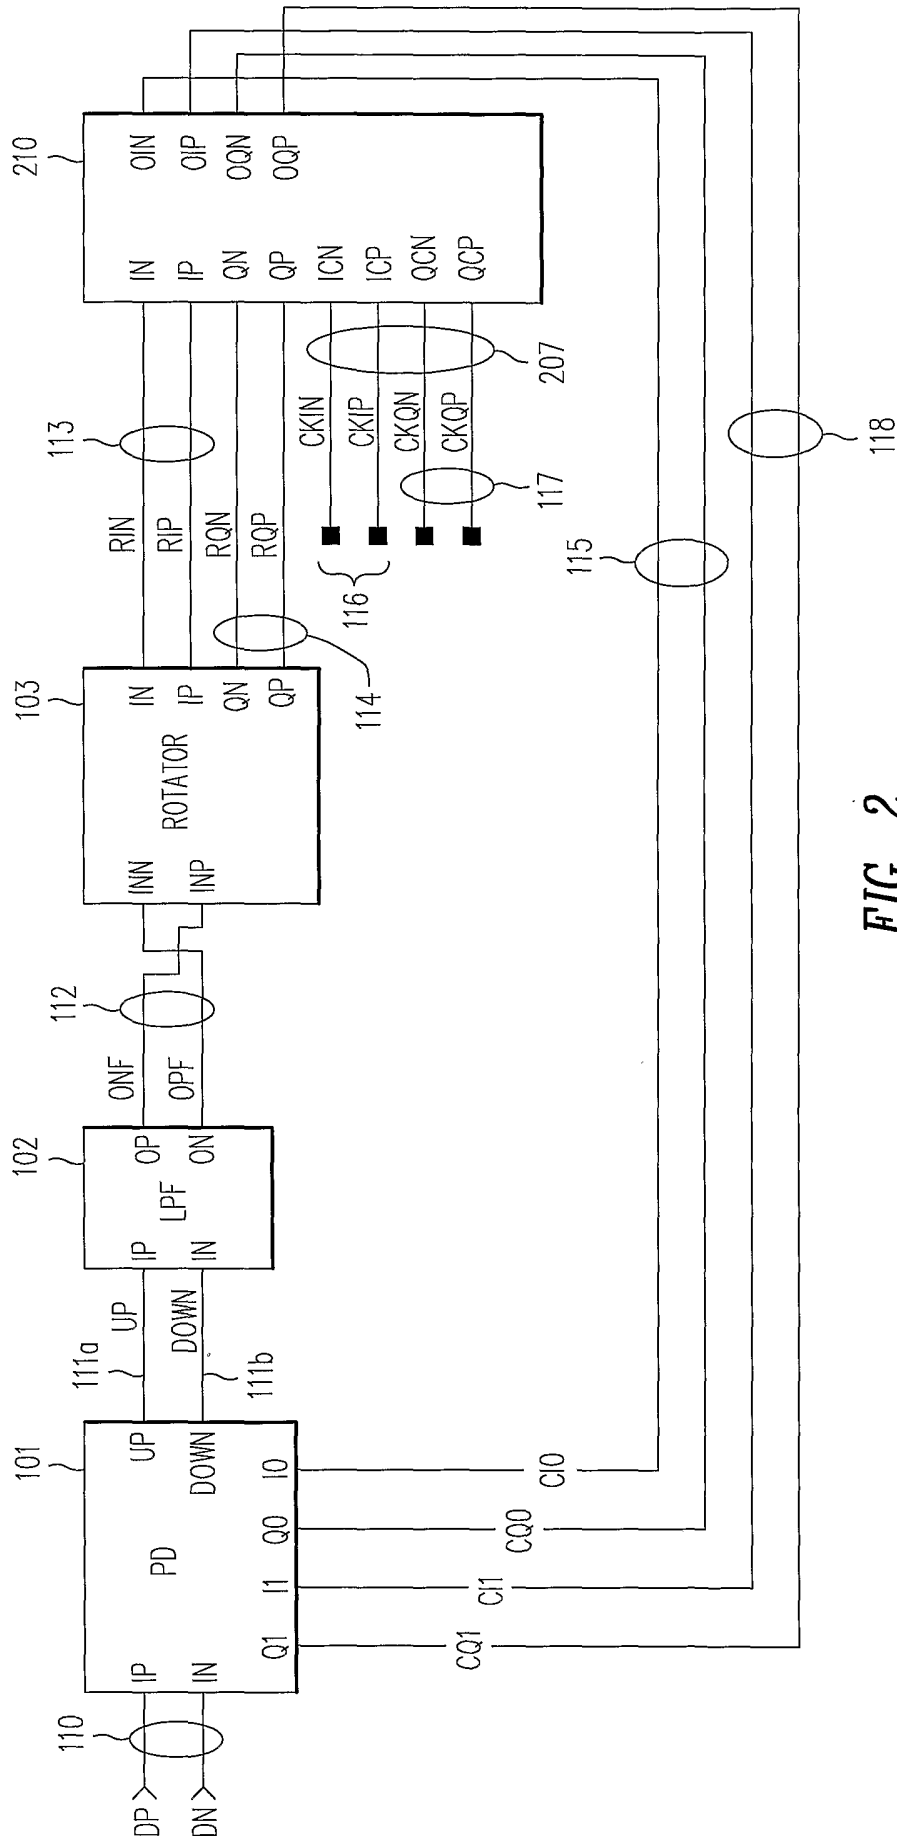 110
DP
DN
101
IP
IN
PD
UP
DOWN
Q1
I1
Q0
I0
111a
UP
DOWN
111b
102
IP
IN
LPF
OP
ON
112
ONF
OPF
103
INN
INP
ROTATOR
IN
IP
QN
QP
113
RIN
RIP
RQN
RQP
114
116
CKIN
CKIP
CKQN
CKQP
117
207
210
IN
IP
QN
QP
ICN
ICP
QCN
QCP
OIN
OIP
OQN
OQP
CI0
CQ0
CI1
CQ1
115
118
FIG. 2